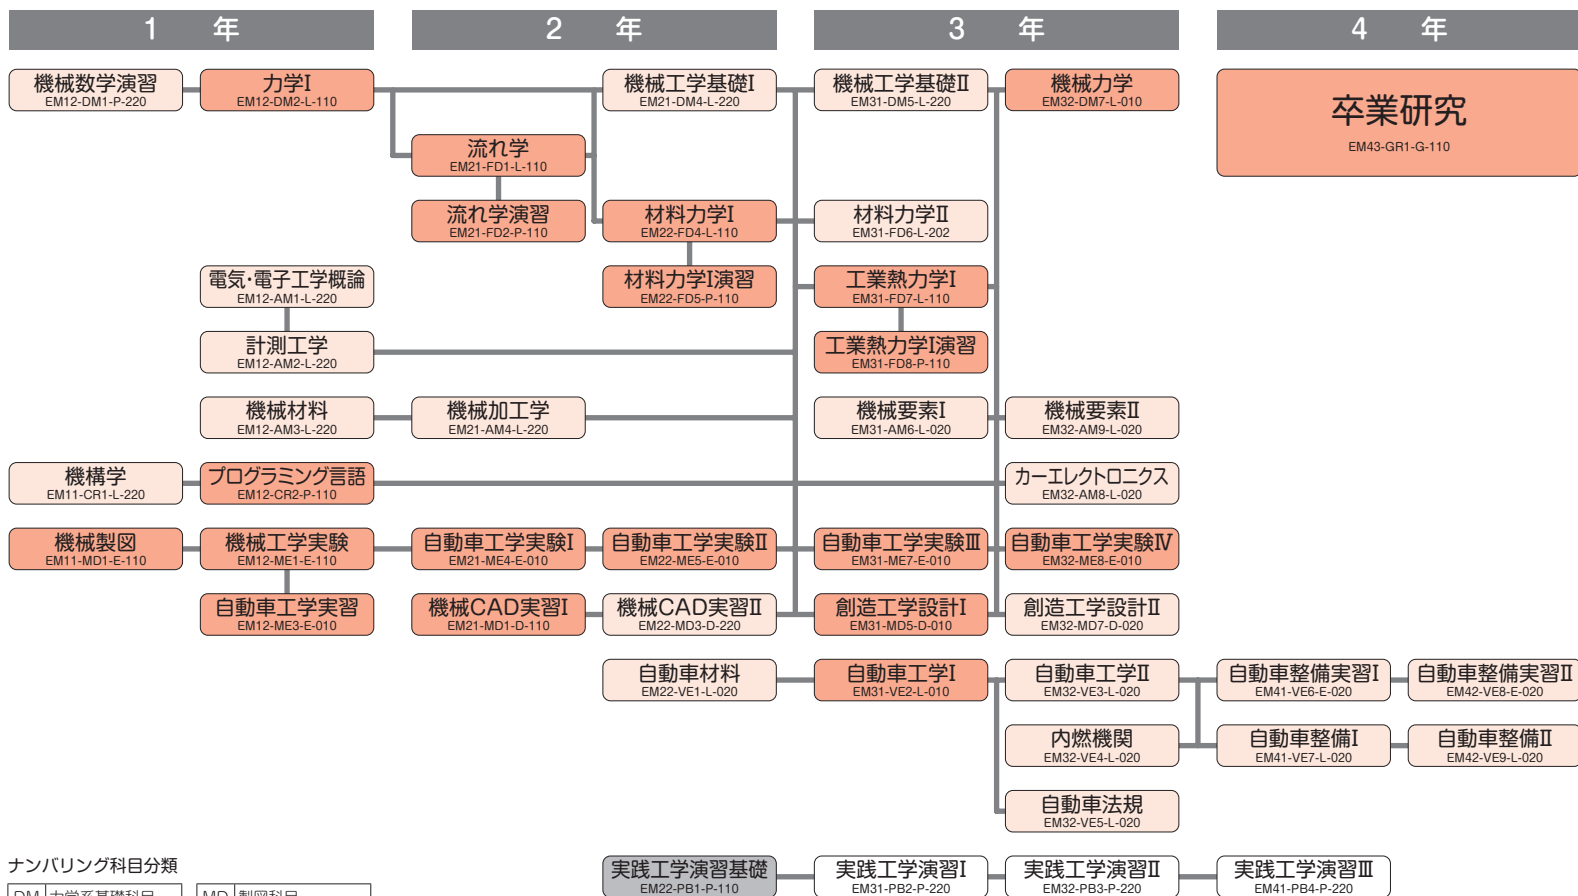 1　年
2　年
3　年
4　年
機械数学演習
EM12-DM1-P-220
力学I
EM12-DM2-L-110
機械工学基礎I
EM21-DM4-L-220
機械工学基礎II
EM31-DM5-L-220
機械力学
EM32-DM7-L-010
卒業研究
EM43-GR1-G-110
流れ学
EM21-FD1-L-110
流れ学演習
EM21-FD2-P-110
材料力学I
EM22-FD4-L-110
材料力学II
EM31-FD6-L-202
電気・電子工学概論
EM12-AM1-L-220
材料力学I演習
EM22-FD5-P-110
工業熱力学I
EM31-FD7-L-110
計測工学
EM12-AM2-L-220
工業熱力学I演習
EM31-FD8-P-110
機械材料
EM12-AM3-L-220
機械加工学
EM21-AM4-L-220
機械要素I
EM31-AM6-L-020
機械要素II
EM32-AM9-L-020
機構学
EM11-CR1-L-220
プログラミング言語
EM12-CR2-P-110
カーエレクトロニクス
EM32-AM8-L-020
機械製図
EM11-MD1-E-110
機械工学実験
EM12-ME1-E-110
自動車工学実験I
EM21-ME4-E-010
自動車工学実験II
EM22-ME5-E-010
自動車工学実験III
EM31-ME7-E-010
自動車工学実験IV
EM32-ME8-E-010
自動車工学実習
EM12-ME3-E-010
機械CAD実習I
EM21-MD1-D-110
機械CAD実習II
EM22-MD3-D-220
創造工学設計I
EM31-MD5-D-010
創造工学設計II
EM32-MD7-D-020
自動車材料
EM22-VE1-L-020
自動車工学I
EM31-VE2-L-010
自動車工学II
EM32-VE3-L-020
自動車整備実習I
EM41-VE6-E-020
自動車整備実習II
EM42-VE8-E-020
内燃機関
EM32-VE4-L-020
自動車整備I
EM41-VE7-L-020
自動車整備II
EM42-VE9-L-020
自動車法規
EM32-VE5-L-020
ナンバリング科目分類
実践工学演習基礎
EM22-PB1-P-110
実践工学演習I
EM31-PB2-P-220
実践工学演習II
EM32-PB3-P-220
実践工学演習III
EM41-PB4-P-220
DM 力学系基礎科目
MD 製図科目